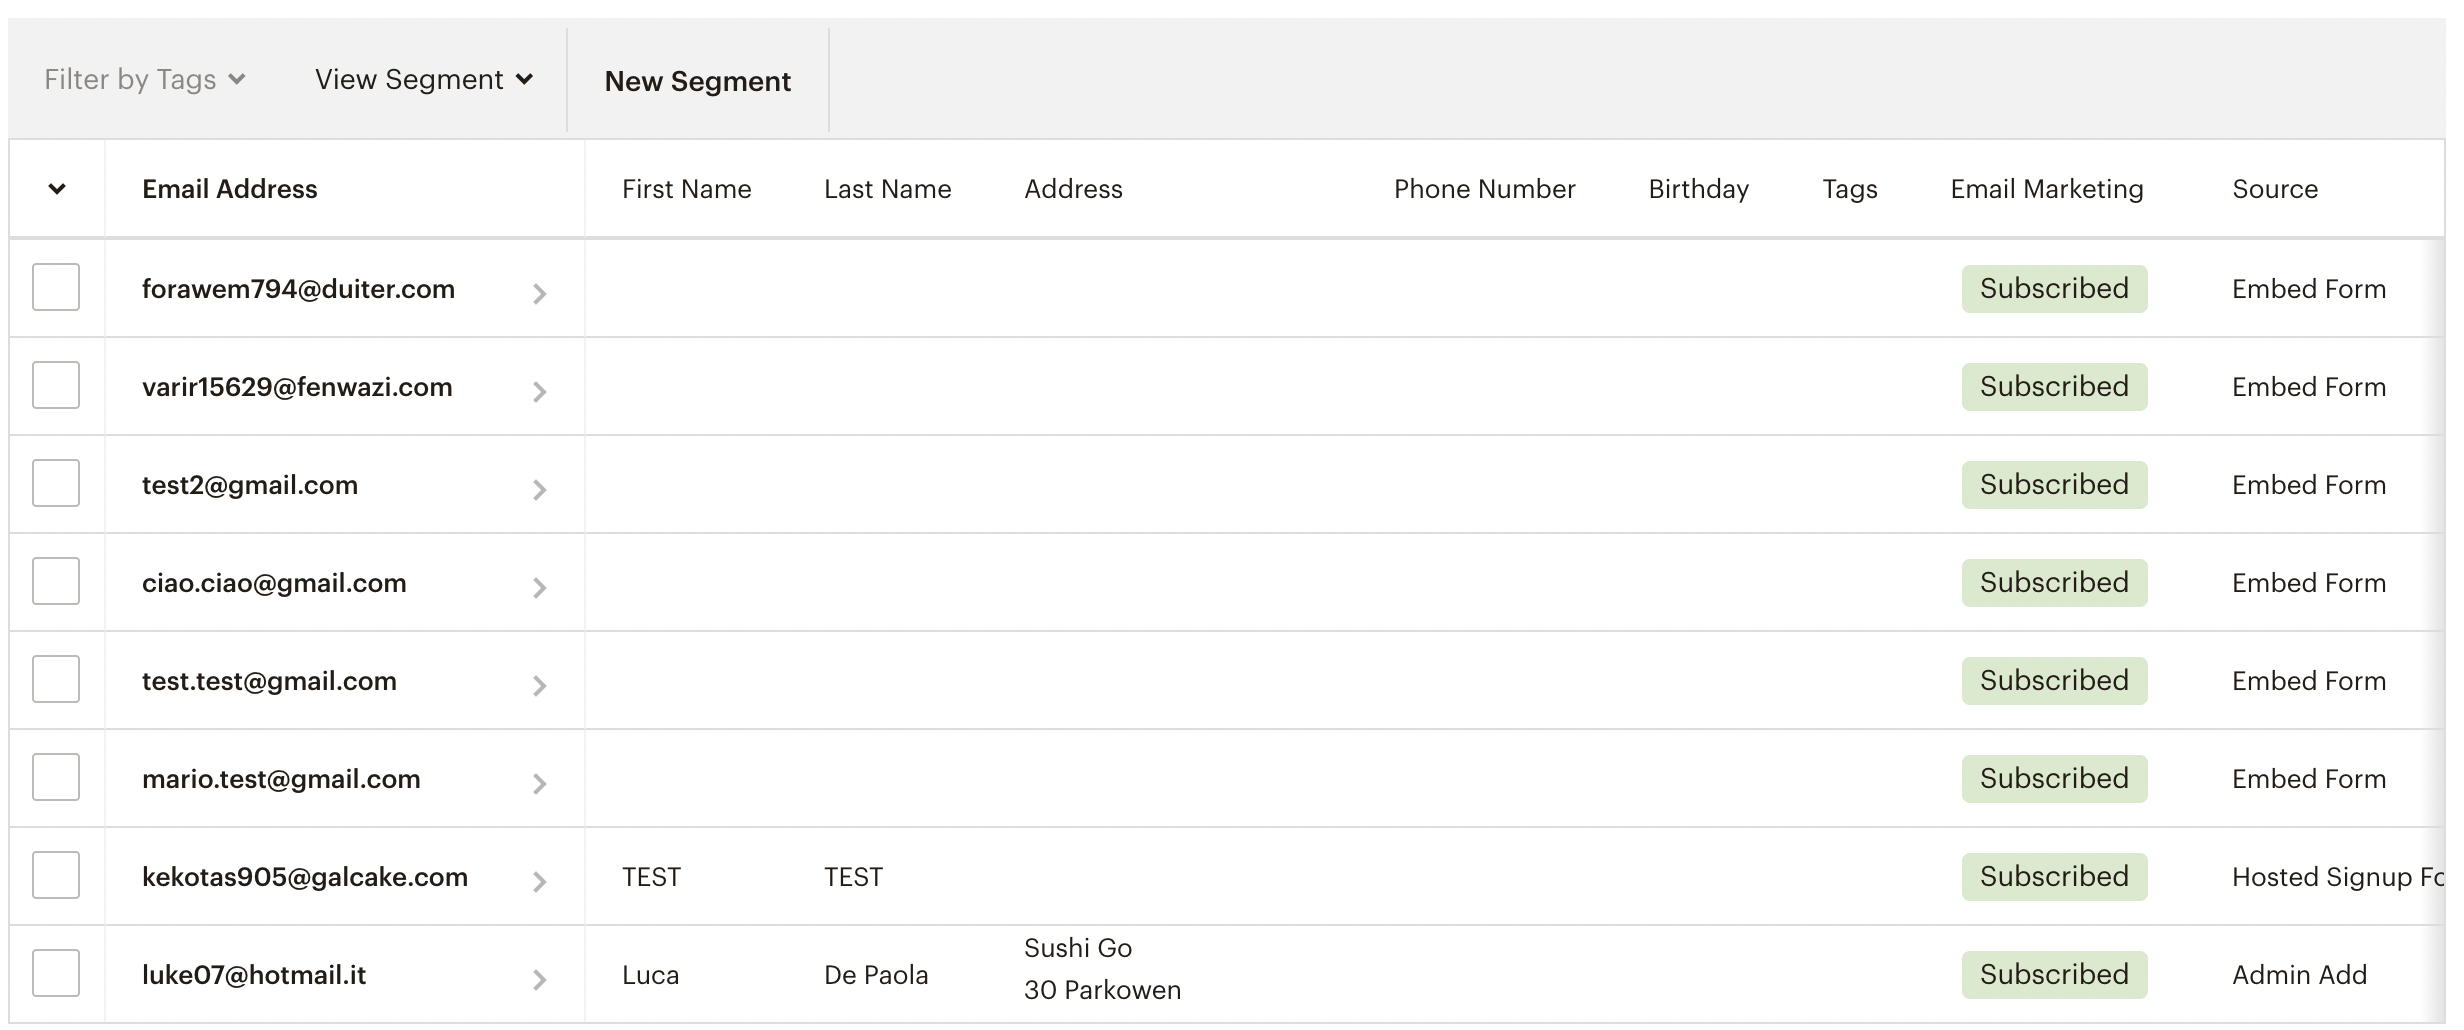 Filter by Tags View Segment New Segment
Email Address First Name Last Name Address Phone Number Birthday Tags Email Marketing Source
forawem794@duiter.com Subscribed Embed Form
varir15629@fenwazi.com Subscribed Embed Form
test2@gmail.com Subscribed Embed Form
ciao.ciao@gmail.com Subscribed Embed Form
test.test@gmail.com Subscribed Embed Form
mario.test@gmail.com Subscribed Embed Form
kekotas905@galcake.com TEST TEST Subscribed Hosted Signup
luke07@hotmail.it Luca De Paola Sushi Go
30 Parkowen Subscribed Admin Add